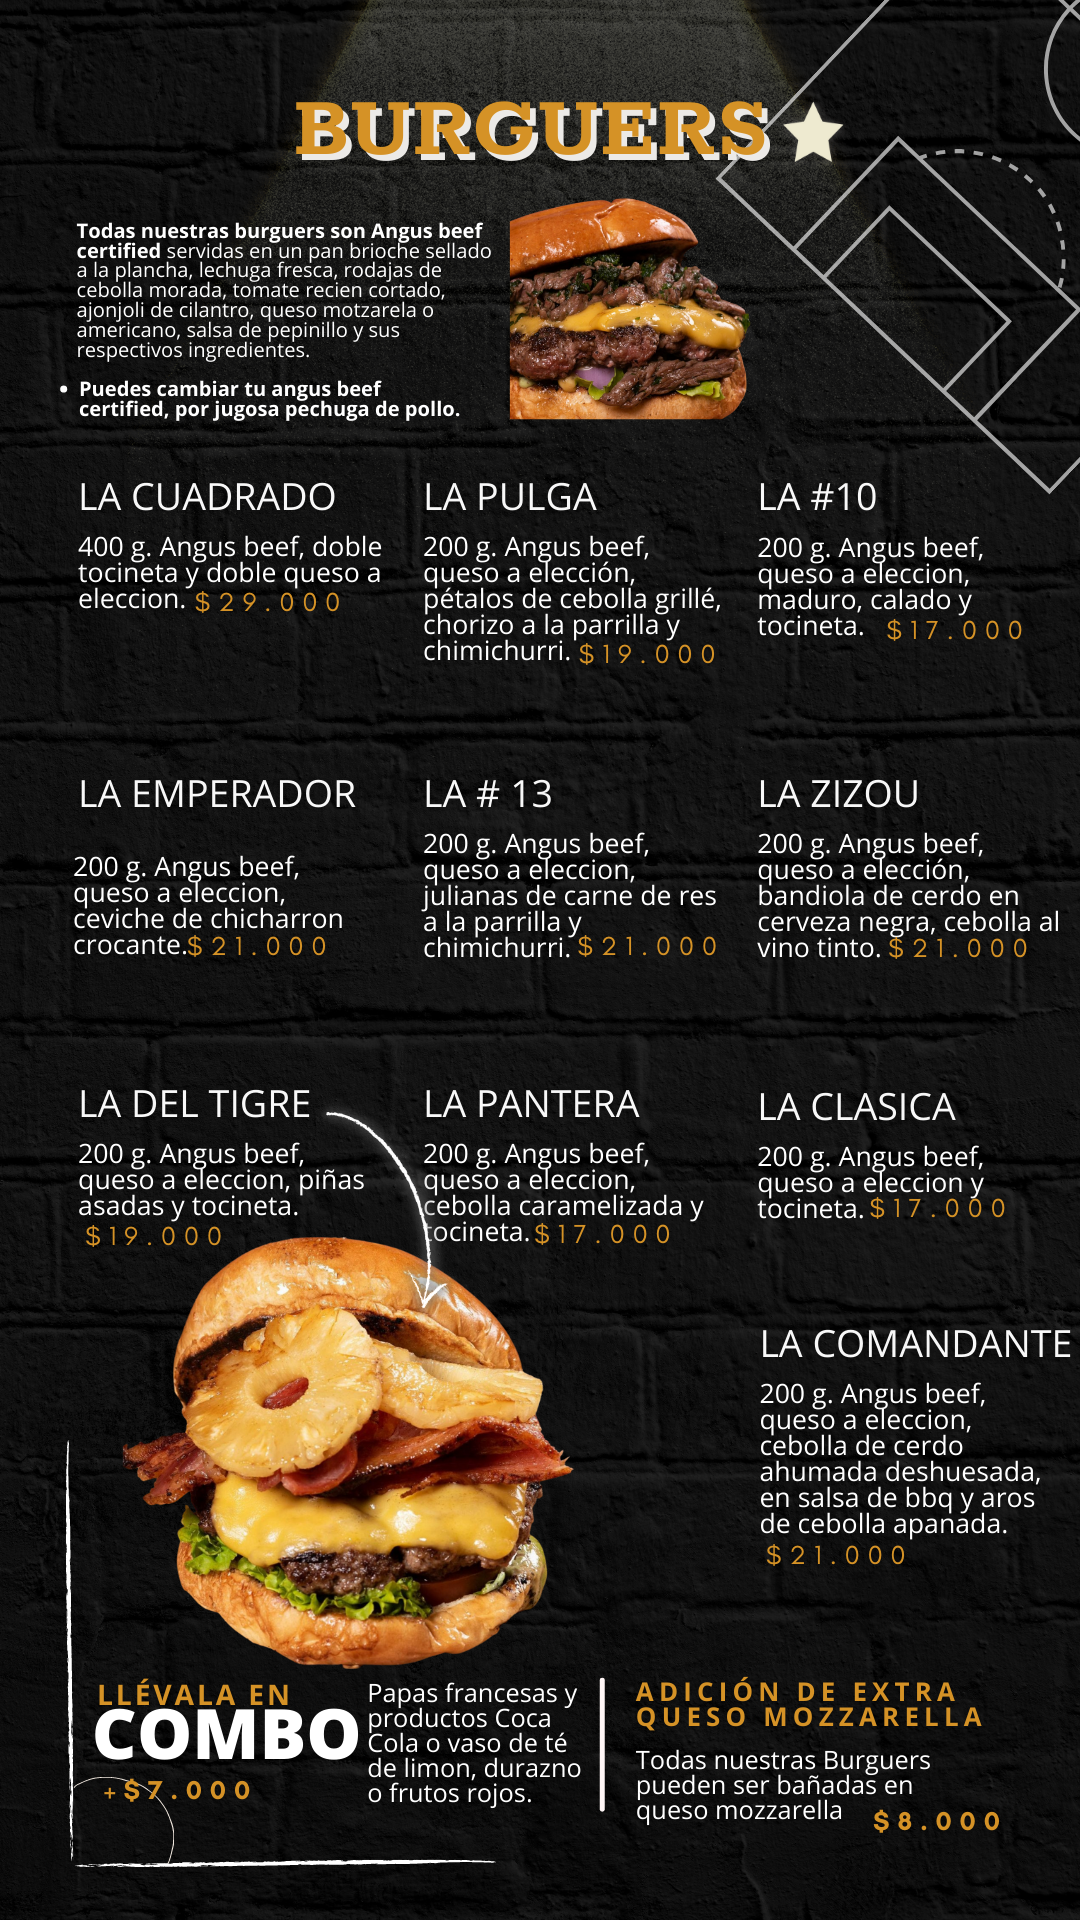 BURGUERS
Todas nuestras burguers son Angus beef
certified servidas en un pan brioche sellado
a la plancha, lechuga fresca, rodajas de
cebolla morada, tomate recien cortado,
ajonjoli de cilantro, queso motzarela o
americano, salsa de pepinillo y sus
respectivos ingredientes.
• Puedes cambiar tu angus beef
certified, por jugosa pechuga de pollo.
LA CUADRADO
400 g. Angus beef, doble
tocineta y doble queso a
eleccion. $29.000
LA PULGA
200 g. Angus beef,
queso a elección,
pétalos de cebolla grillé,
chorizo a la parrilla y
chimichurri. $19.000
LA #10
200 g. Angus beef,
queso a eleccion,
maduro, calado y
tocineta. $17.000
LA EMPERADOR
200 g. Angus beef,
queso a eleccion,
ceviche de chicharron
crocante.$21.000
LA # 13
200 g. Angus beef,
queso a eleccion,
julianas de carne de res
a la parrilla y
chimichurri. $21.000
LA ZIZOU
200 g. Angus beef,
queso a elección,
bandiola de cerdo en
cerveza negra, cebolla al
vino tinto. $21.000
LA DEL TIGRE
200 g. Angus beef,
queso a eleccion, piñas
asadas y tocineta.
$19.000
LA PANTERA
200 g. Angus beef,
queso a eleccion,
cebolla caramelizada y
tocineta. $17.000
LA CLASICA
200 g. Angus beef,
queso a eleccion y
tocineta. $17.000
LA COMANDANTE
200 g. Angus beef,
queso a eleccion,
cebolla de cerdo
ahumada deshuesada,
en salsa de bbq y aros
de cebolla apanada.
$21.000
LLÉVALA EN
COMBO
+$7.000
Papas francesas y
productos Coca
Cola o vaso de té
de limon, durazno
o frutos rojos.
ADICIÓN DE EXTRA
QUESO MOZZARELLA
Todas nuestras Burguers
pueden ser bañadas en
queso mozzarella $8.000